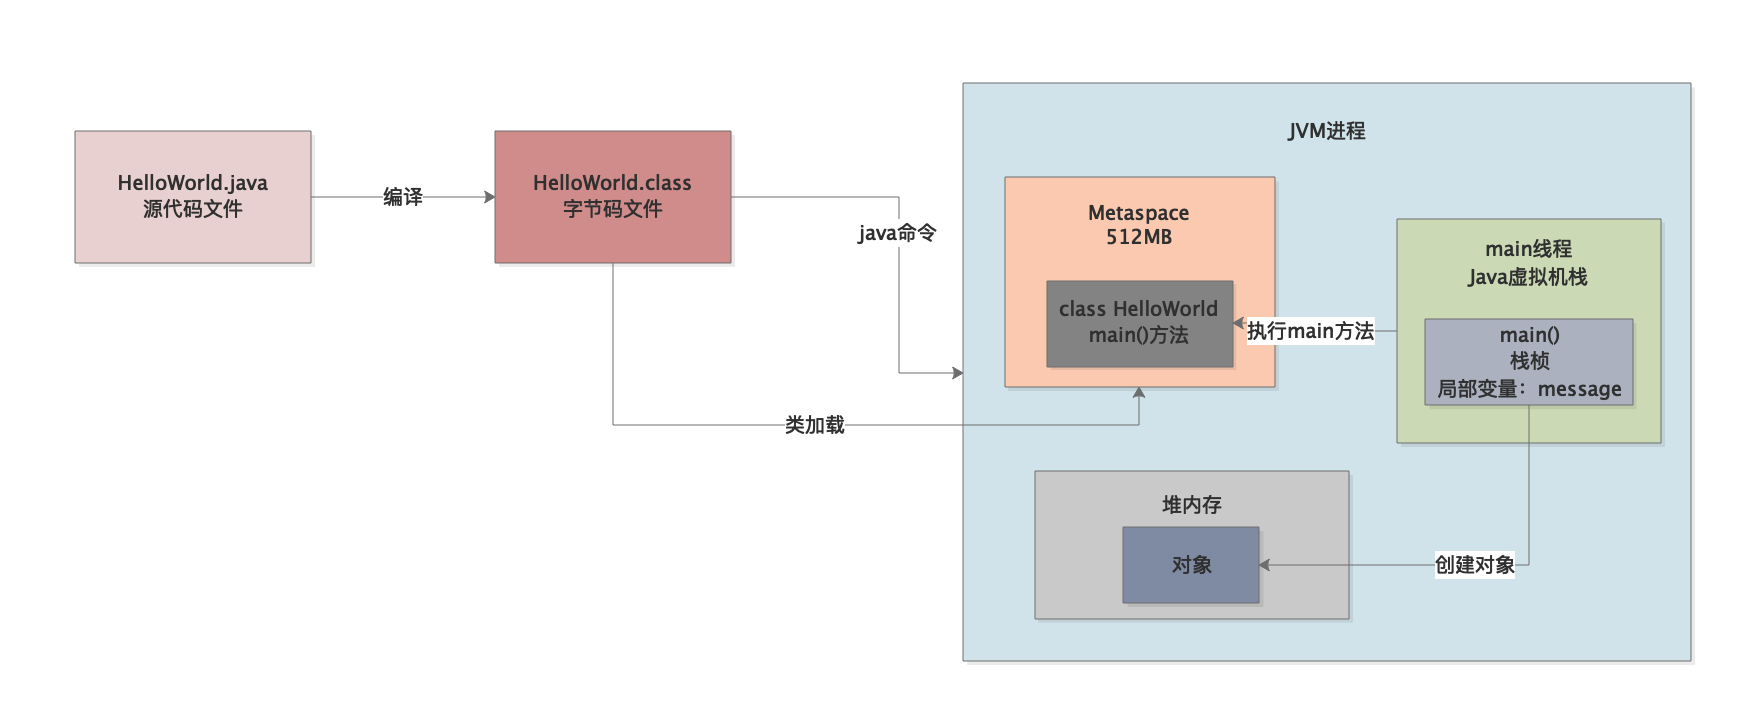 HelloWorld.java
源代码文件
编译
HelloWorld.class
字节码文件
java命令
类加载
JVM进程
Metaspace
512MB
class HelloWorld
main()方法
执行main方法
main线程
Java虚拟机栈
main()
栈桢
局部变量：message
堆内存
对象
创建对象